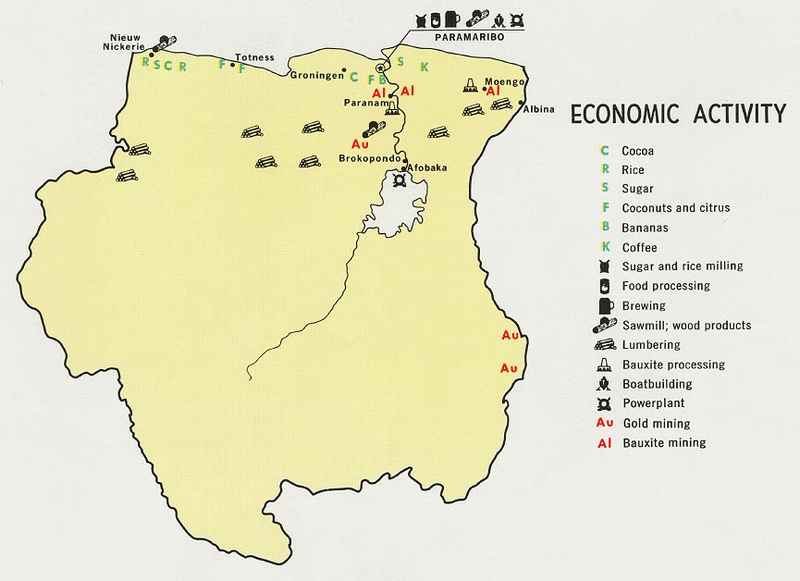 PARAMARIBO
Nieuw
Nickerie
R S C R
F
F
Totness
Groningen
C F B
S
K
Al Al
Paranam
Moengo
Al
Albina
Au
Brokopondo
Afobaka
Au
Au
ECONOMIC ACTIVITY
C Cocoa
R Rice
S Sugar
F Coconuts and citrus
B Bananas
K Coffee
Sugar and rice milling
Food processing
Brewing
Sawmill; wood products
Lumbering
Bauxite processing
Boatbuilding
Powerplant
Au Gold mining
Al Bauxite mining